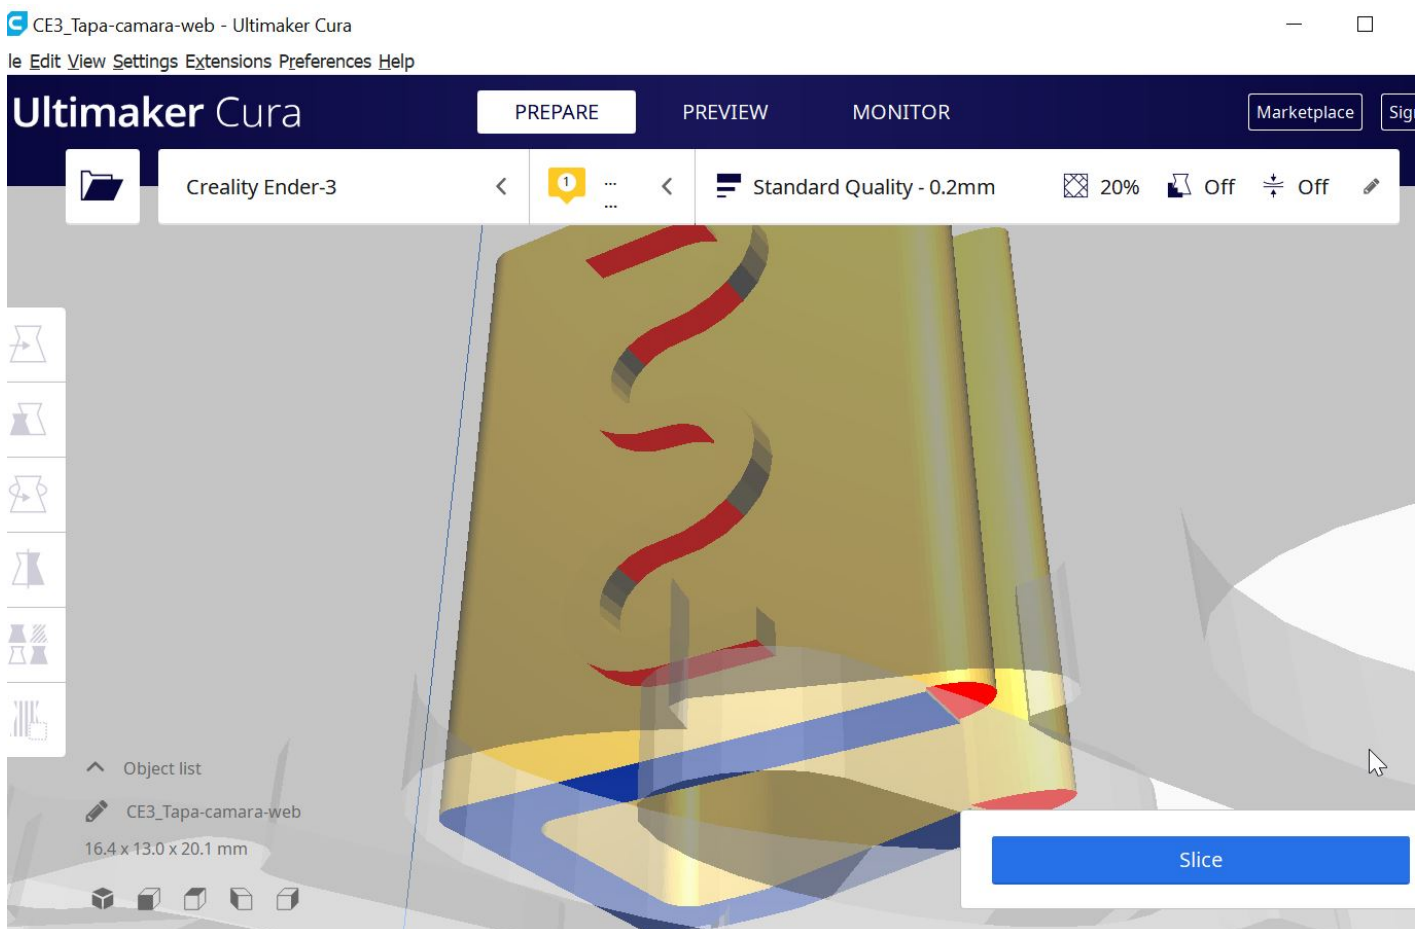 CE3_Tapa-camara-web - Ultimaker Cura
le Edit View Settings Extensions Preferences Help
Ultimaker Cura
PREPARE
PREVIEW
MONITOR
Marketplace
Sig
Creality Ender-3
1
...
...
Standard Quality - 0.2mm
20%
Off
Off
Object list
CE3_Tapa-camara-web
16.4 x 13.0 x 20.1 mm
Slice